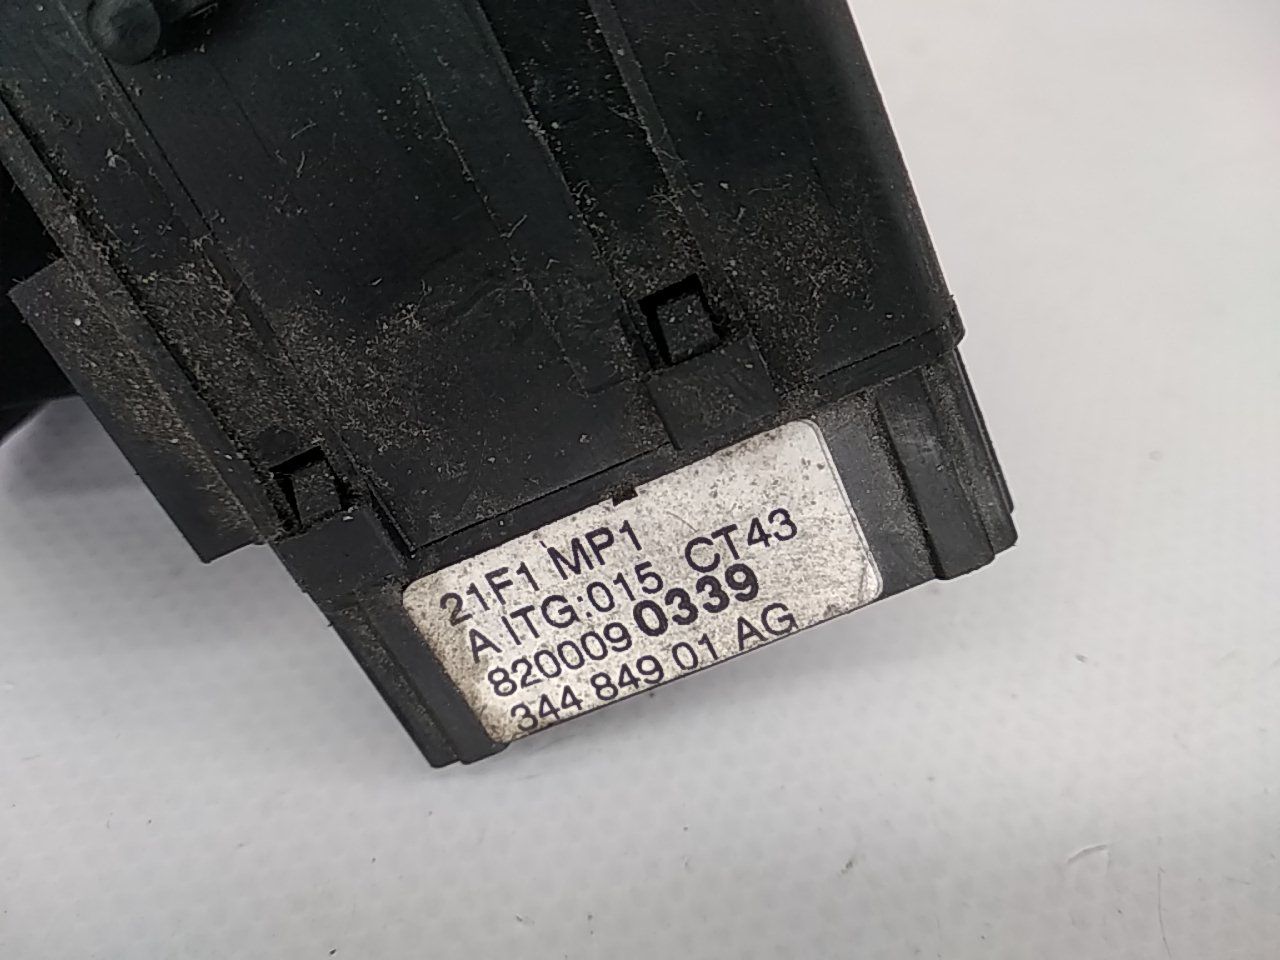 21F1 MP1
A ITG:015 CT43
8200090339
344 849 01 AG